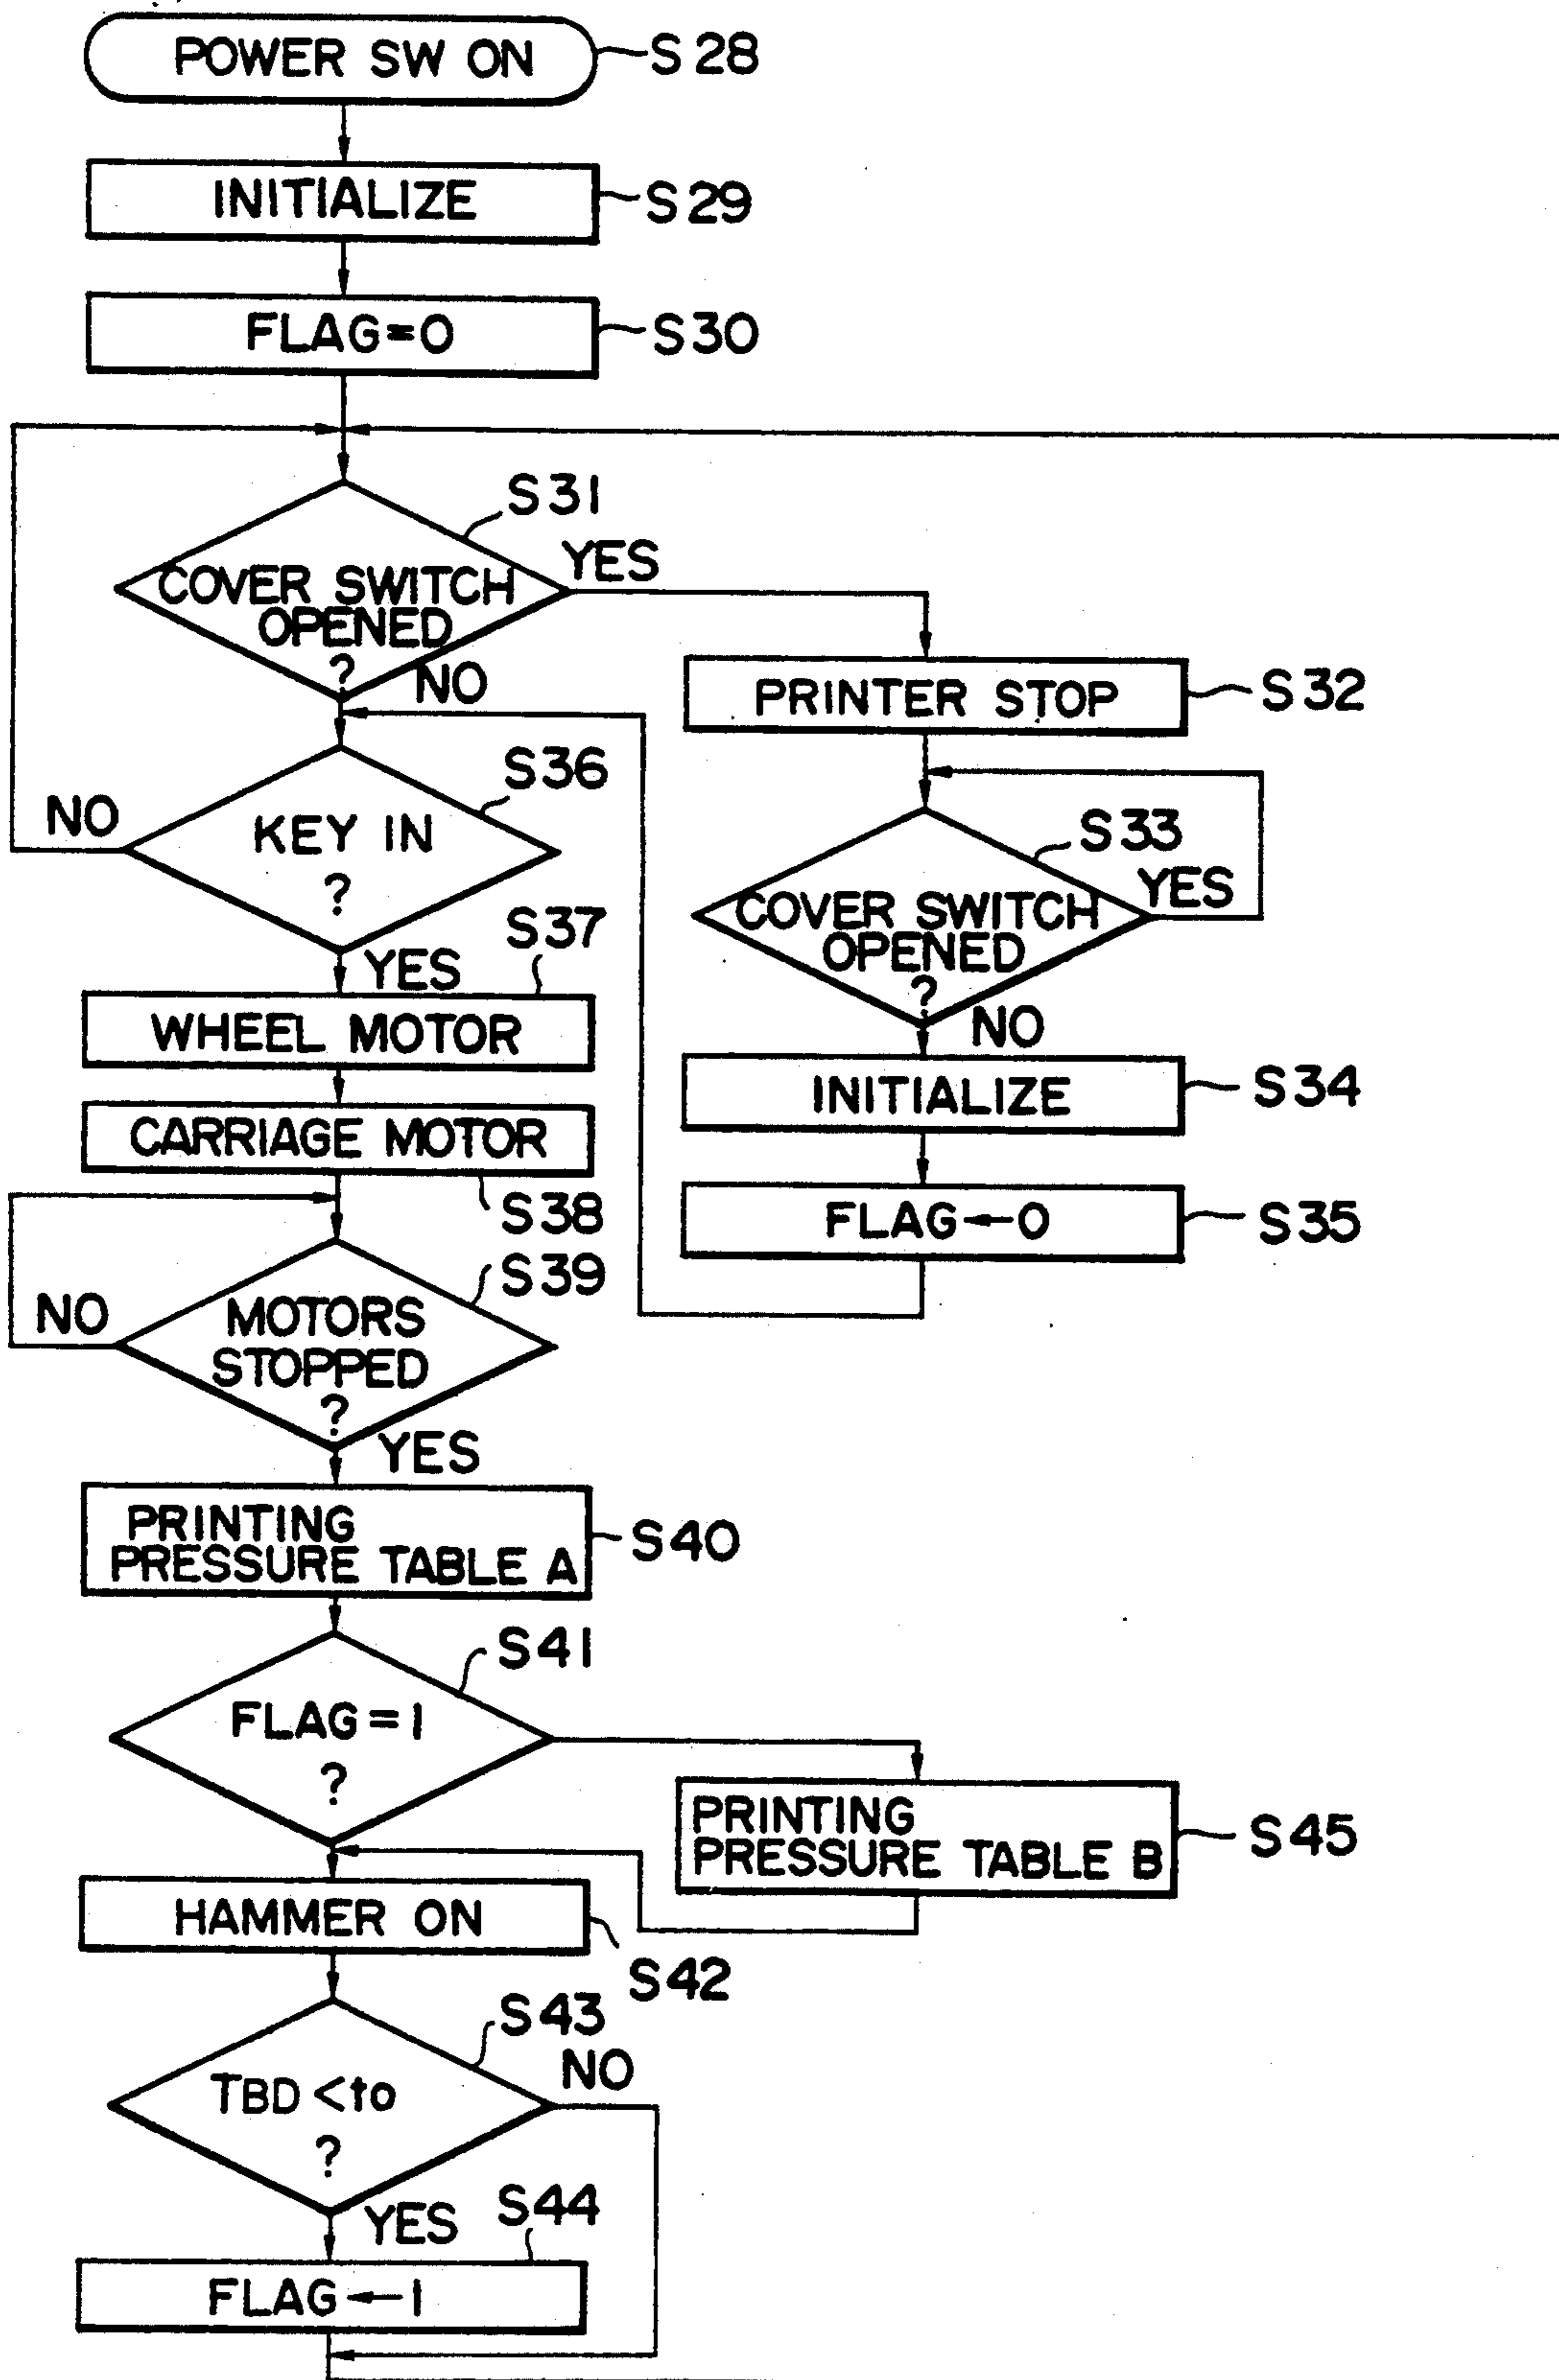 POWER SW ON
S28
INITIALIZE
S29
FLAG=0
S30
S31
COVER SWITCH
OPENED
?
YES
NO
PRINTER STOP
S32
S36
KEY IN
?
NO
YES
S33
COVER SWITCH
OPENED
?
YES
NO
S37
WHEEL MOTOR
INITIALIZE
S34
CARRIAGE MOTOR
S38
FLAG←0
S35
S39
MOTORS
STOPPED
?
NO
YES
PRINTING
PRESSURE TABLE A
S40
S41
FLAG=1
?
PRINTING
PRESSURE TABLE B
S45
HAMMER ON
S42
S43
TBD<to
?
NO
YES
S44
FLAG←1